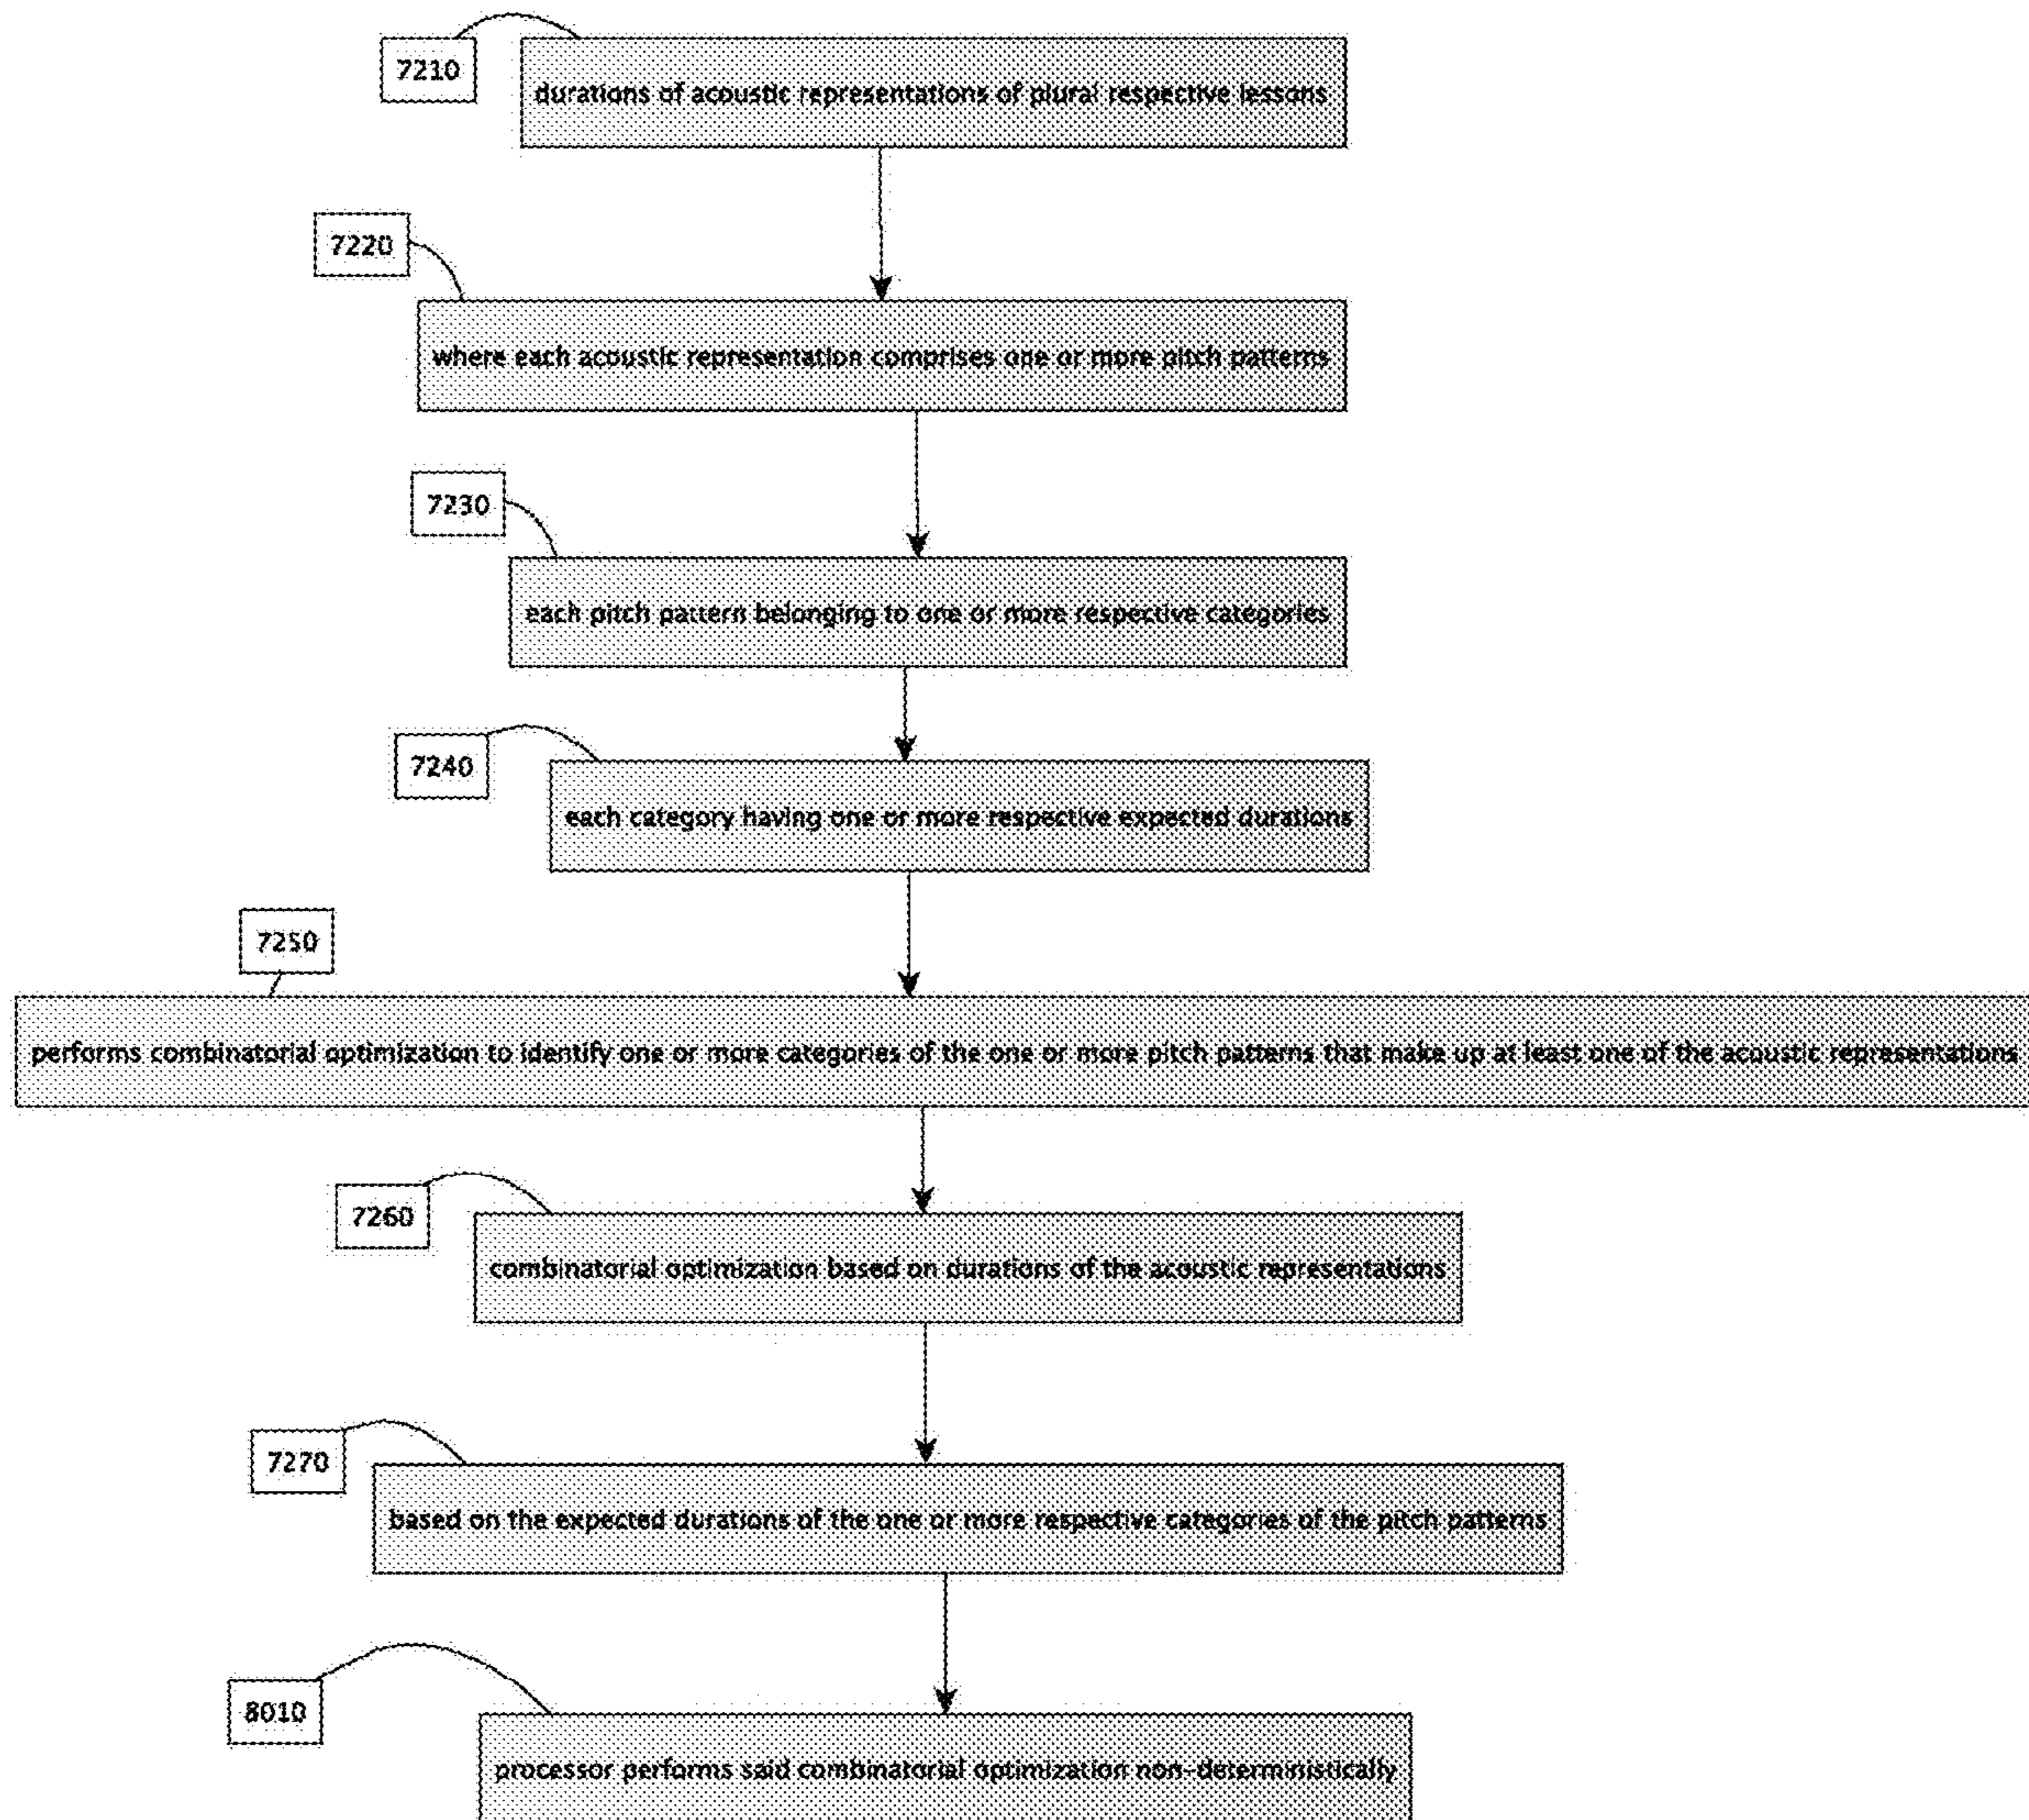 7210
durations of acoustic representations of plural respective lessons
7220
where each acoustic representation comprises one or more pitch patterns
7230
each pitch pattern belonging to one or more respective categories
7240
each category having one or more respective expected durations
7250
performs combinatorial optimization to identify one or more categories of the one or more pitch patterns that make up at least one of the acoustic representations
7260
combinatorial optimization based on durations of the acoustic representations
7270
based on the expected durations of the one or more respective categories of the pitch patterns
8010
processor performs said combinatorial optimization non-deterministically